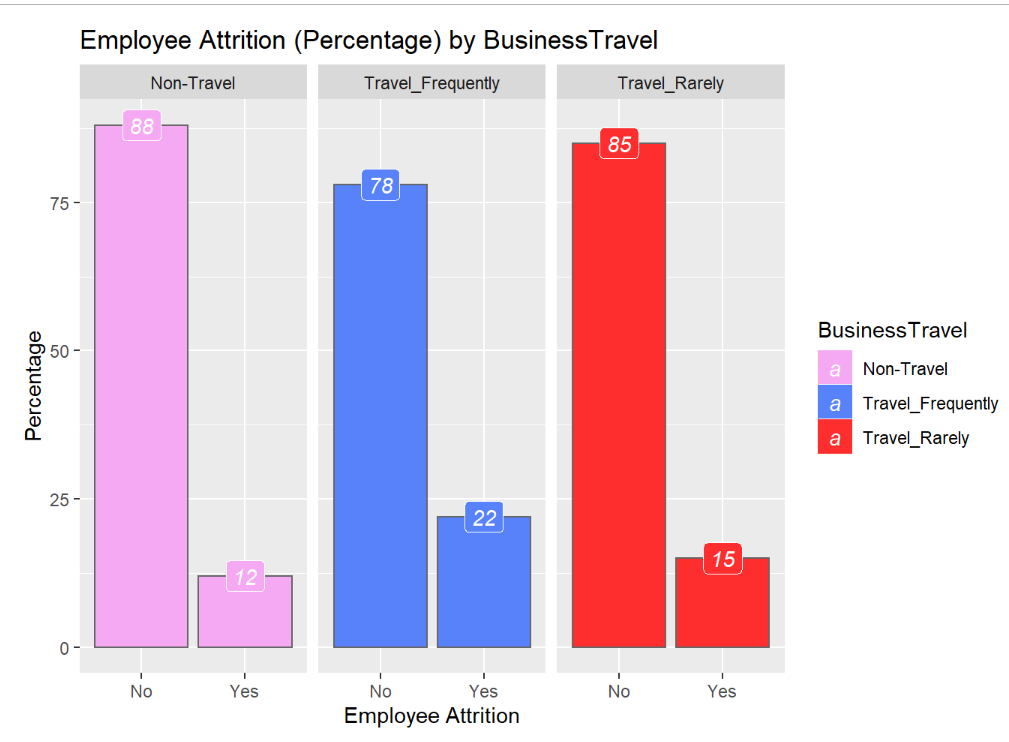 Employee Attrition (Percentage) by BusinessTravel
Non-Travel
Travel_Frequently
Travel_Rarely
88
78
85
12
22
15
75
50
25
0
Percentage
No
Yes
No
Yes
No
Yes
Employee Attrition
BusinessTravel
a Non-Travel
a Travel_Frequently
a Travel_Rarely